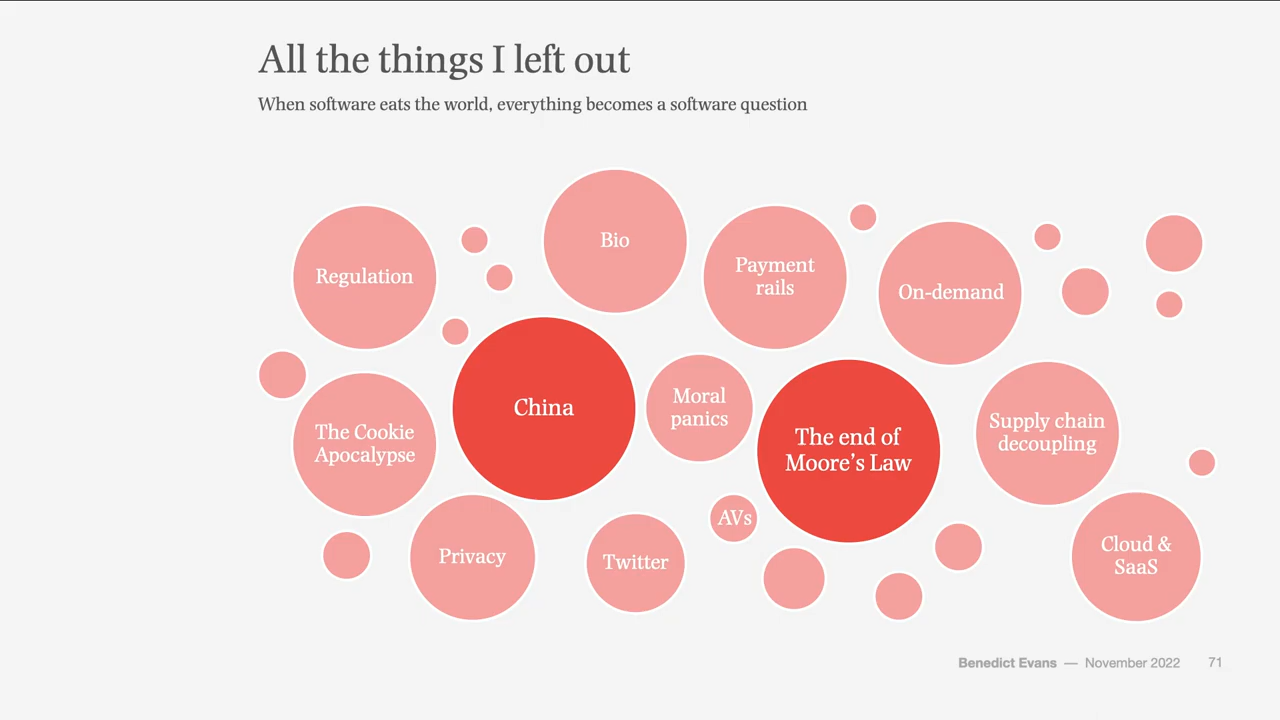 All the things I left out
When software eats the world, everything becomes a software question
Bio
Regulation
Payment
rails
On-demand
China
Moral
panics
The end of
Moore's Law
Supply chain
decoupling
The Cookie
Apocalypse
Privacy
Twitter
AVs
Cloud &
SaaS
Benedict Evans — November 2022 71